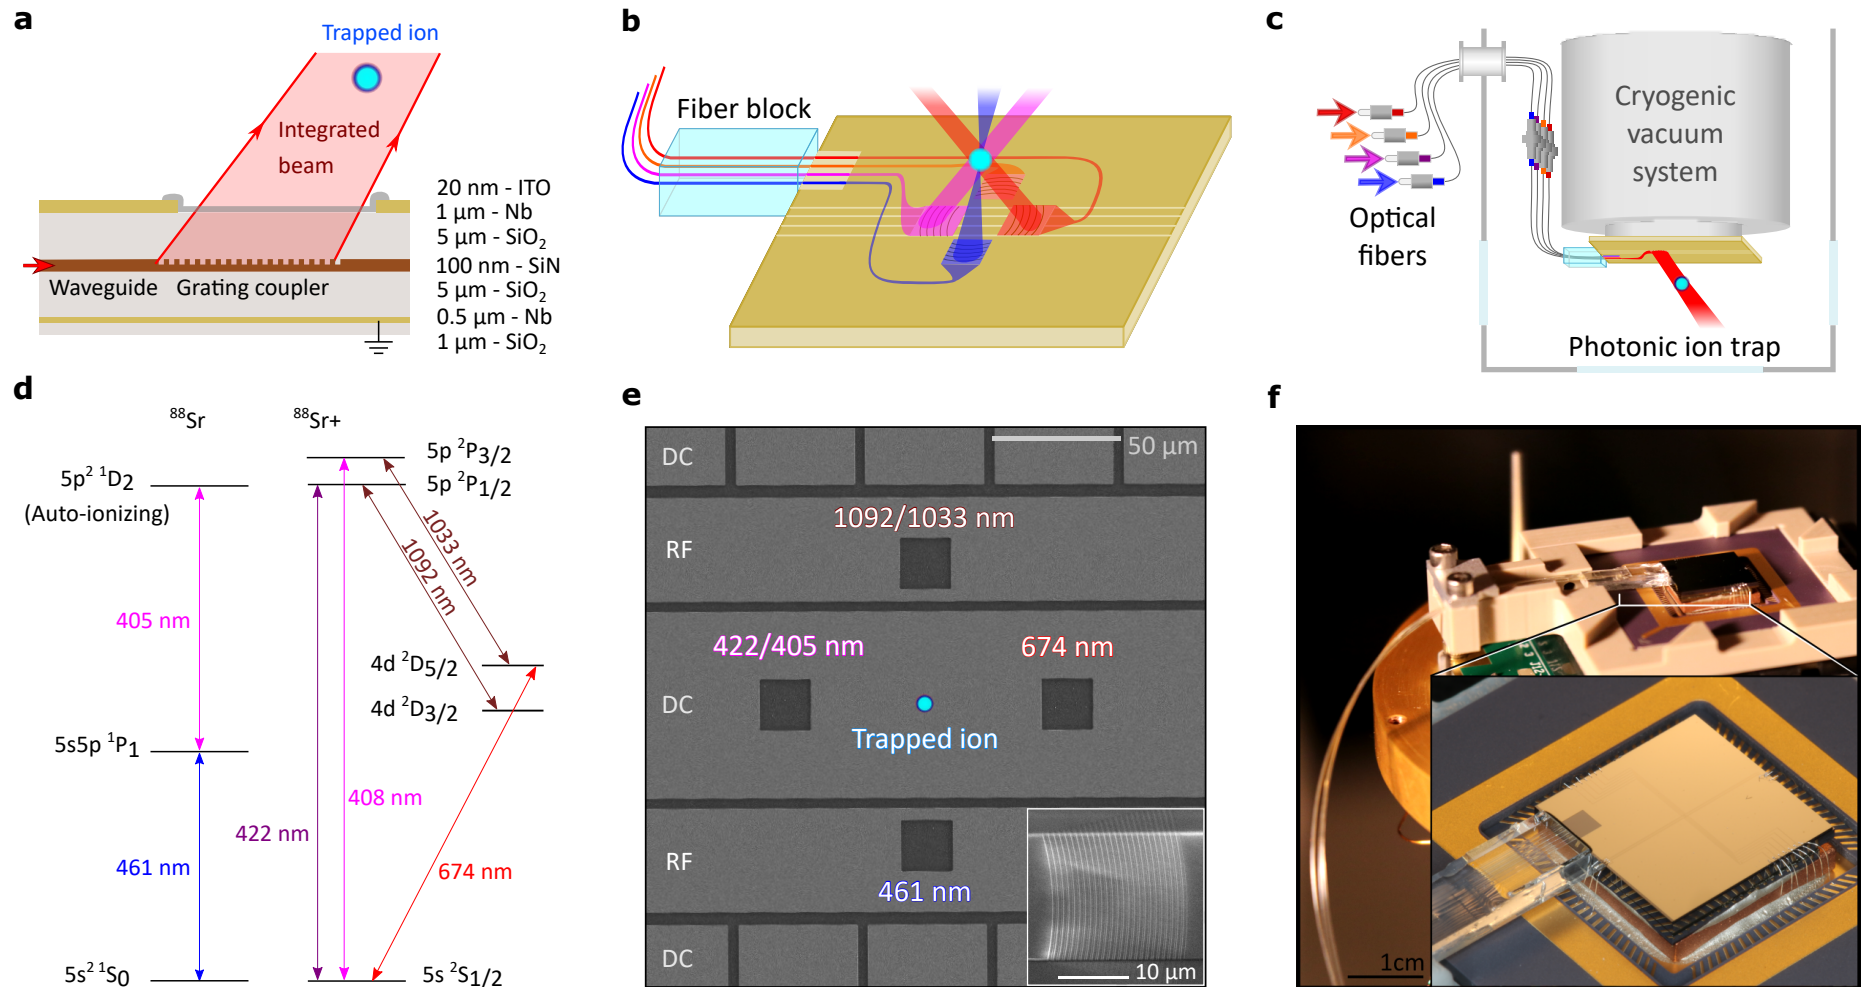 a
Trapped ion
Integrated
beam
20 nm - ITO
1 µm - Nb
5 µm - SiO₂
100 nm - SiN
5 µm - SiO₂
0.5 µm - Nb
1 µm - SiO₂
Waveguide
Grating coupler
b
Fiber block
c
Cryogenic
vacuum
system
Optical
fibers
Photonic ion trap
d
⁸⁸Sr
⁸⁸Sr+
5p² ¹D₂
(Auto-ionizing)
5p ²P₃/₂
5p ²P₁/₂
1033 nm
1092 nm
405 nm
4d ²D₅/₂
4d ²D₃/₂
5s5p ¹P₁
408 nm
422 nm
461 nm
674 nm
5s² ¹S₀
5s ²S₁/₂
e
DC
50 µm
1092/1033 nm
RF
422/405 nm
674 nm
DC
Trapped ion
RF
461 nm
DC
10 µm
f
1cm